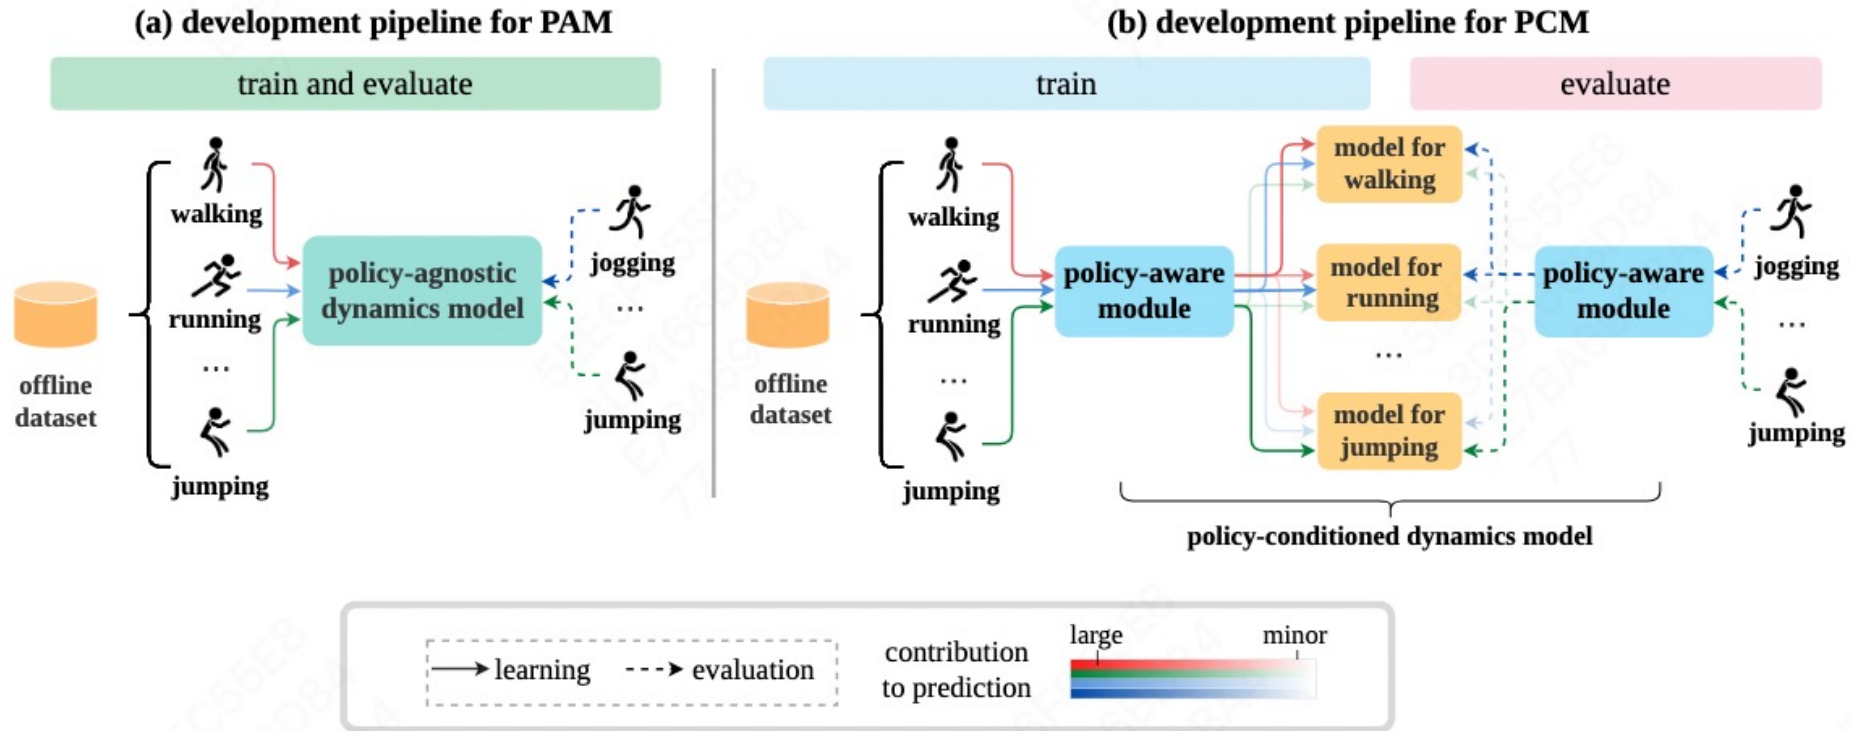 (a) development pipeline for PAM
train and evaluate
walking
running
...
jumping
offline
dataset
policy-agnostic
dynamics model
jogging
...
jumping
(b) development pipeline for PCM
train
evaluate
walking
running
...
jumping
offline
dataset
policy-aware
module
model for
walking
model for
running
...
model for
jumping
policy-aware
module
jogging
...
jumping
policy-conditioned dynamics model
learning
evaluation
contribution
to prediction
large
minor